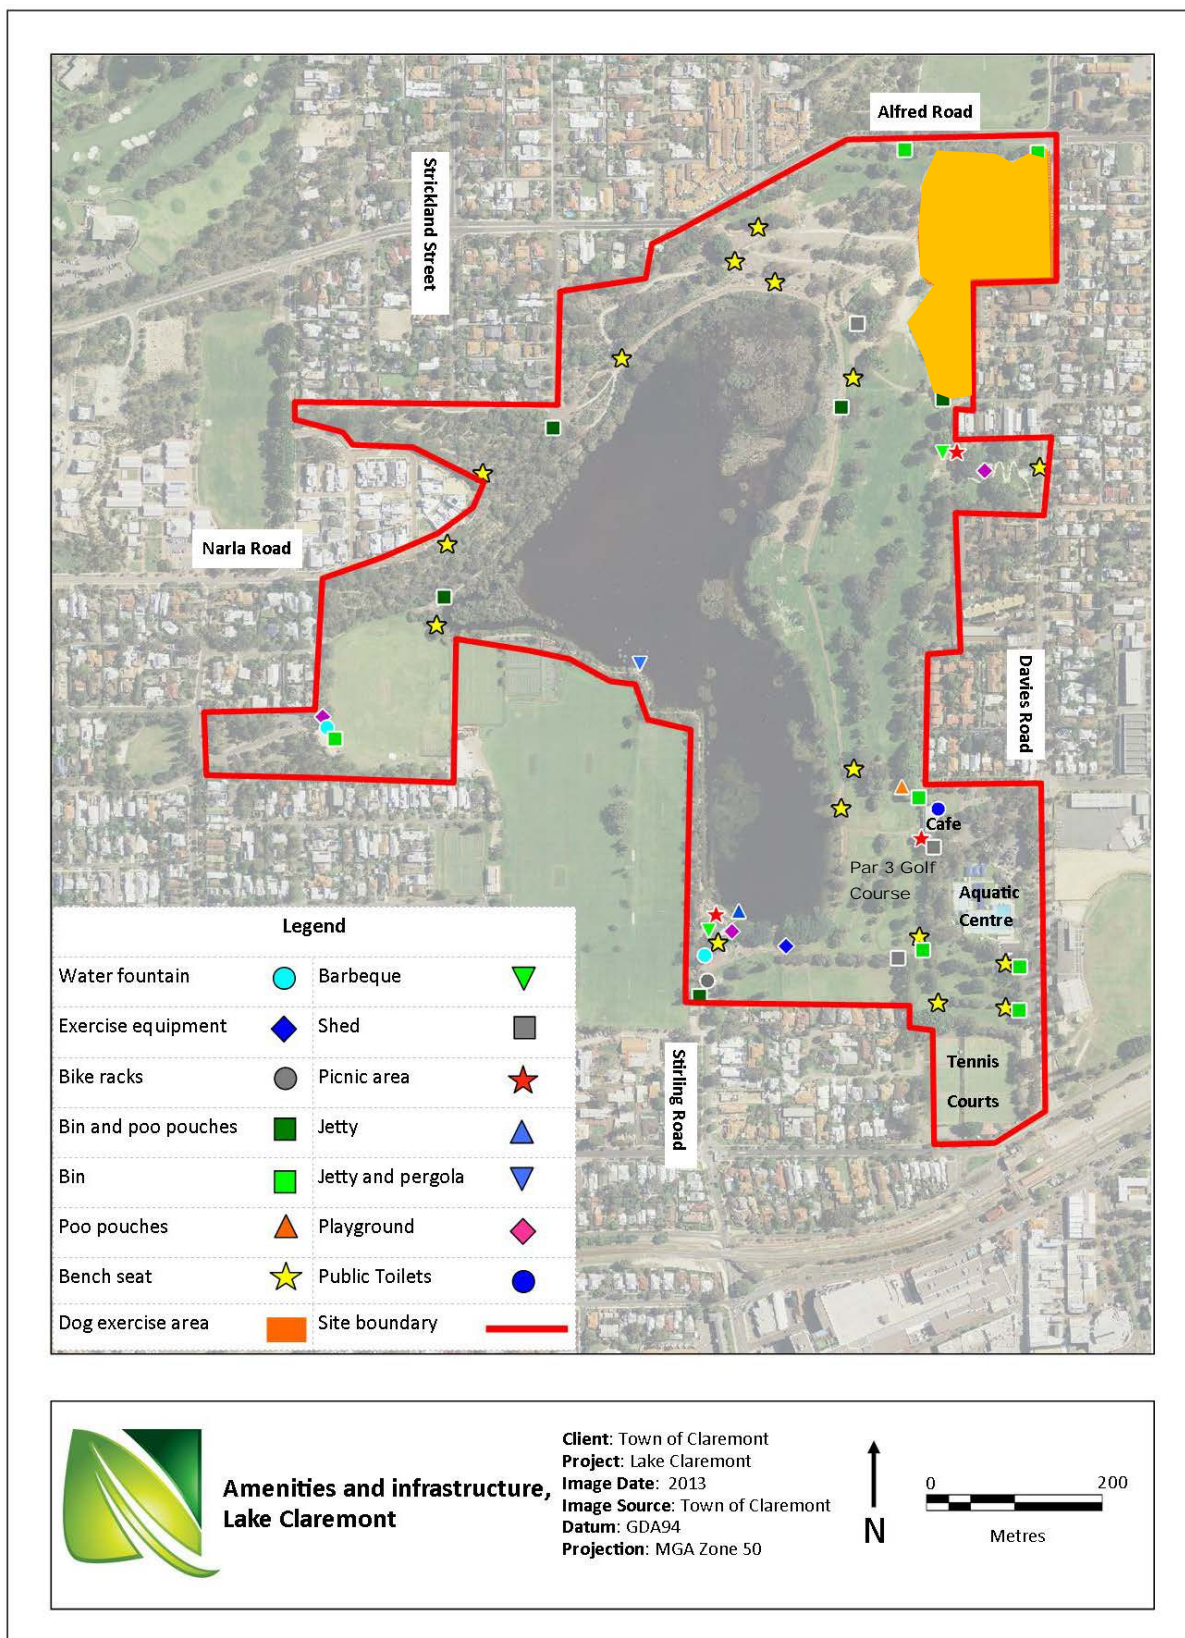 Alfred Road
Strickland Street
Narla Road
Davies Road
Cafe
Par 3 Golf
Course
Aquatic
Centre
Stirling Road
Tennis
Courts
Legend
Water fountain Barbeque
Exercise equipment Shed
Bike racks Picnic area
Bin and poo pouches Jetty
Bin Jetty and pergola
Poo pouches Playground
Bench seat Public Toilets
Dog exercise area Site boundary
Amenities and infrastructure,
Lake Claremont
Client: Town of Claremont
Project: Lake Claremont
Image Date: 2013
Image Source: Town of Claremont
Datum: GDA94
Projection: MGA Zone 50
N
0 200
Metres